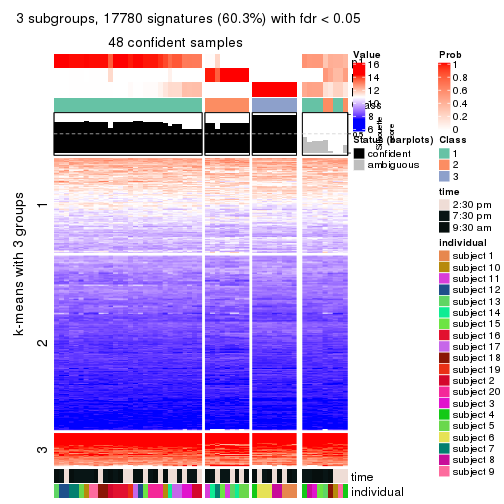 3 subgroups, 17780 signatures (60.3%) with fdr < 0.05
48 confident samples
k-means with 3 groups
1
2
3
Value
16
14
12
10
8
6
Status (barplots)
confident
ambiguous
Silhouette
score
Prob
1
0.8
0.6
0.4
0.2
0
Class
1
2
3
time
2:30 pm
7:30 pm
9:30 am
individual
subject 1
subject 10
subject 11
subject 12
subject 13
subject 14
subject 15
subject 16
subject 17
subject 18
subject 19
subject 2
subject 20
subject 3
subject 4
subject 5
subject 6
subject 7
subject 8
subject 9
time
individual